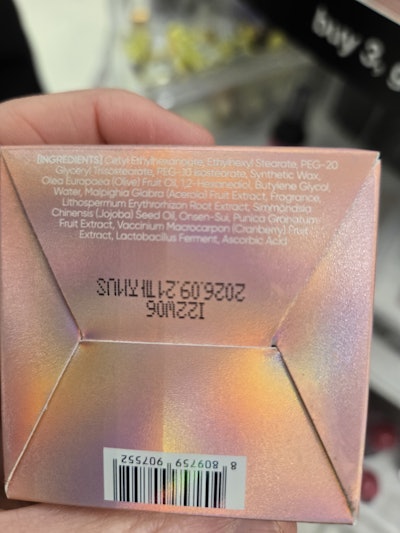 [INGREDIENTS] Cetyl Ethylhexanoate, Ethylhexyl Stearate, PEG-20
Glyceryl Triisostearate, PEG-10 Isostearate, Synthetic Wax,
Olea Europaea (Olive) Fruit Oil, 1,2-Hexanediol, Butylene Glycol,
Water, Malpighia Glabra (Acerola) Fruit Extract, Fragrance,
Lithospermum Erythrorhizon Root Extract, Simmondsia
Chinensis (Jojoba) Seed Oil, Onsen-Sui, Punica Granatum
Fruit Extract, Vaccinium Macrocarpon (Cranberry) Fruit
Extract, Lactobacillus Ferment, Ascorbic Acid
I22W06
2026.09.21까지
8 809759 907552
buy 3, g